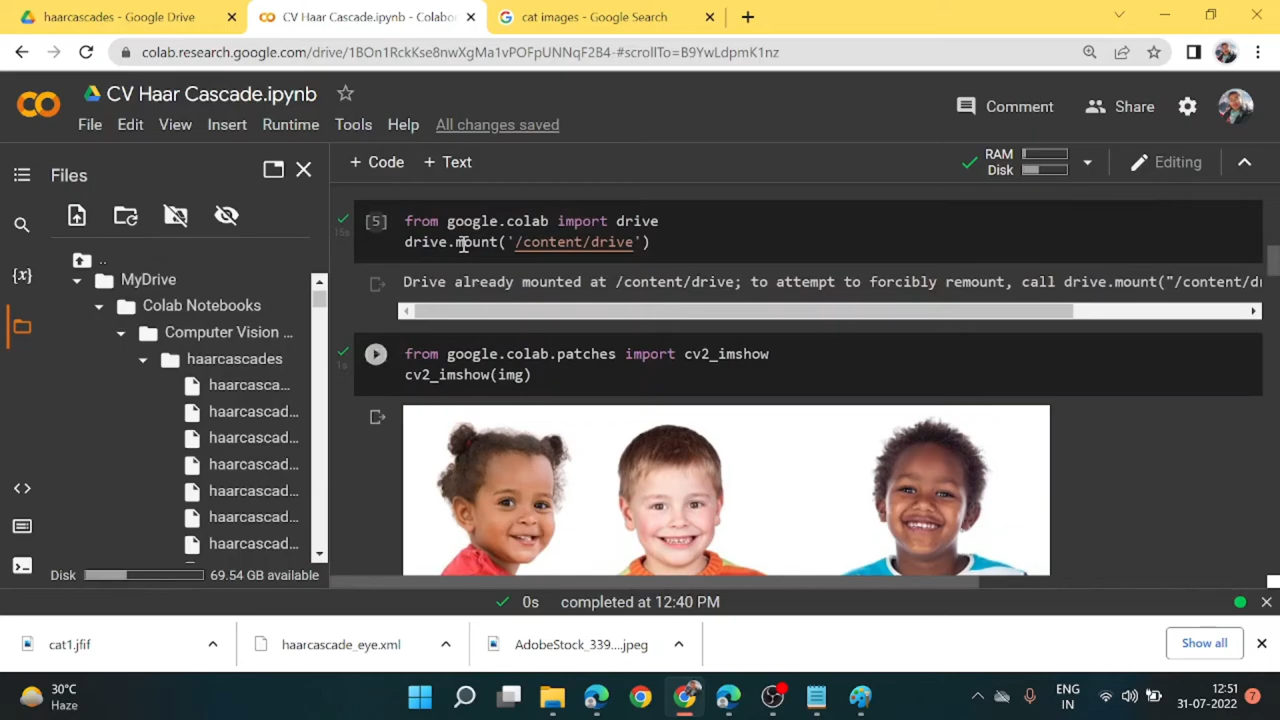 haarcascades - Google Drive
CV Haar Cascade.ipynb - Colabor
cat images - Google Search
colab.research.google.com/drive/1BOn1RckKse8nwXgMa1vPOFpUNNqF2B4-#scrollTo=B9YwLdpmK1nz
CV Haar Cascade.ipynb
Comment
Share
File Edit View Insert Runtime Tools Help All changes saved
Files
+ Code + Text
RAM
Disk
Editing
..
MyDrive
Colab Notebooks
Computer Vision ...
haarcascades
haarcasca...
haarcascad...
haarcascad...
haarcascad...
haarcascad...
haarcascad...
haarcascad...
Disk 69.54 GB available
{x}
[5]
15s
from google.colab import drive
drive.mount('/content/drive')
Drive already mounted at /content/drive; to attempt to forcibly remount, call drive.mount("/content/dr
1s
from google.colab.patches import cv2_imshow
cv2_imshow(img)
0s completed at 12:40 PM
cat1.jfif
haarcascade_eye.xml
AdobeStock_339....jpeg
Show all
30°C
Haze
ENG
IN
12:51
31-07-2022
7